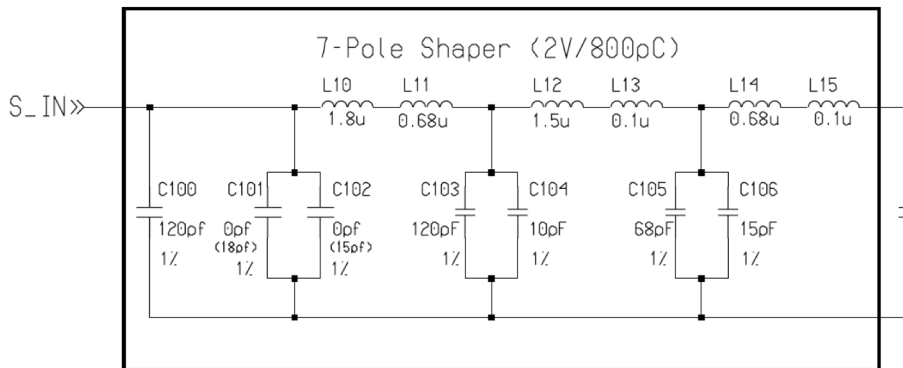 7-Pole Shaper (2V/800pC)
L10 L11 L12 L13 L14 L15
S_IN
1.8u 0.68u 1.5u 0.1u 0.68u 0.1u
C100 C101 C102 C103 C104 C105 C106
120pf 0pf 0pf 120pF 10pF 68pF 15pF
(18pf) (15pf)
1% 1% 1% 1% 1% 1% 1%